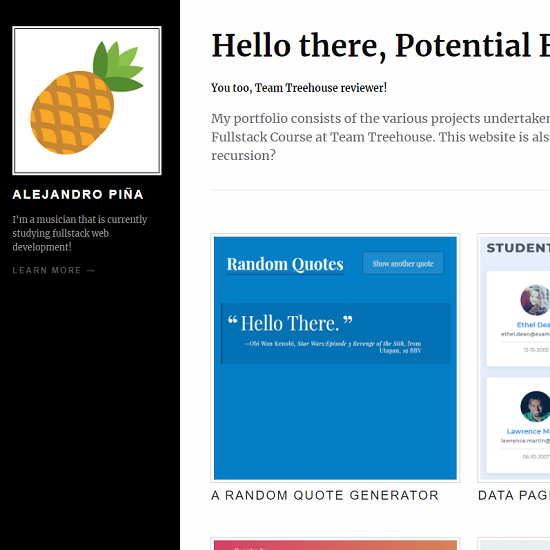 Hello there, Potential
You too, Team Treehouse reviewer!
My portfolio consists of the various projects undertaken
Fullstack Course at Team Treehouse. This website is also
recursion?
ALEJANDRO PIÑA
I'm a musician that is currently
studying fullstack web
development!
LEARN MORE →
Random Quotes
Show another quote
“Hello There.”
—Obi Wan Kenobi, Star Wars:Episode 3 Revenge of the Sith, from
Utapau, 19 BBY
A RANDOM QUOTE GENERATOR
STUDENT
Ethel Dea
ethel.dean@exam
12-15-2005
Lawrence M
lawrence.martin@
06-10-2007
DATA PAG